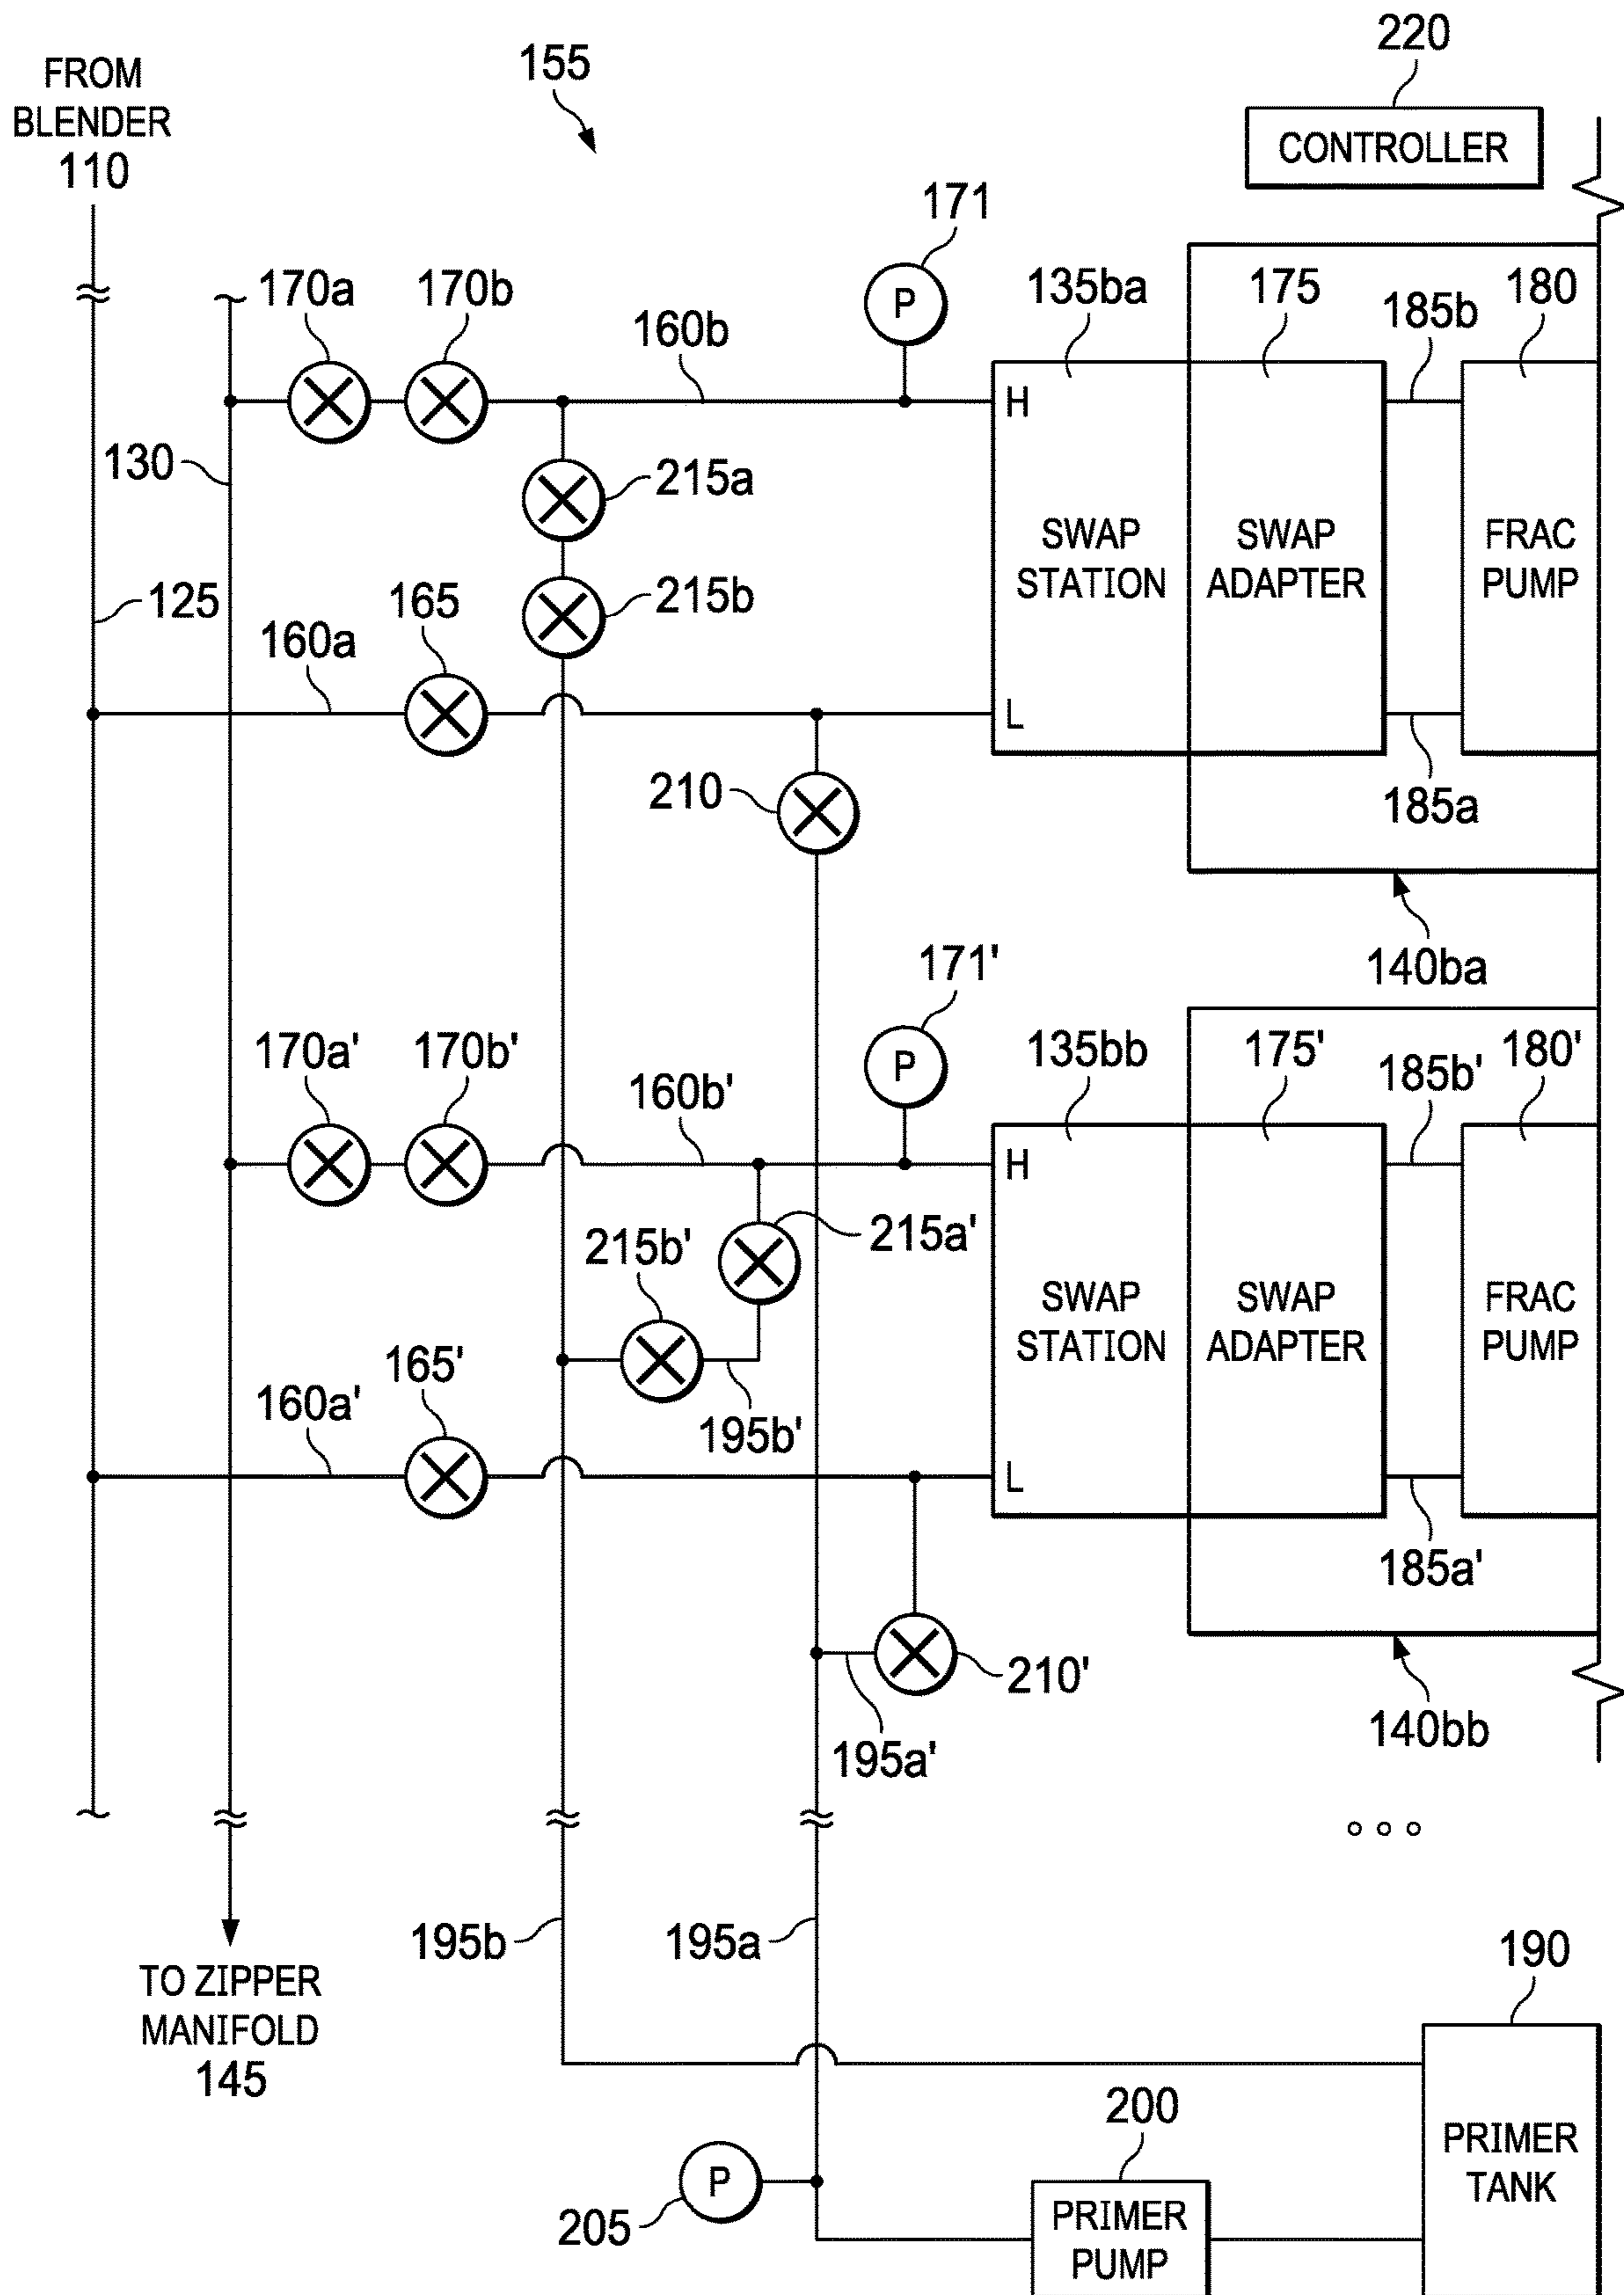 220
155
FROM
BLENDER
110
CONTROLLER
171
P
170a
170b
160b
135ba
175
185b
180
H
130
215a
SWAP
STATION
SWAP
ADAPTER
FRAC
PUMP
125
165
215b
160a
L
210
185a
140ba
171'
P
170a'
170b'
160b'
135bb
175'
185b'
180'
H
215b'
215a'
SWAP
STATION
SWAP
ADAPTER
FRAC
PUMP
165'
160a'
195b'
L
185a'
210'
140bb
195a'
195b
195a
190
TO ZIPPER
MANIFOLD
145
200
PRIMER
TANK
P
205
PRIMER
PUMP